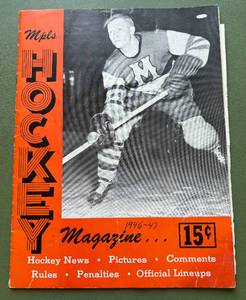 Mpls
HOCKEY
M
1946-47
Magazine... 15¢
Hockey News • Pictures • Comments
Rules • Penalties • Official Lineups